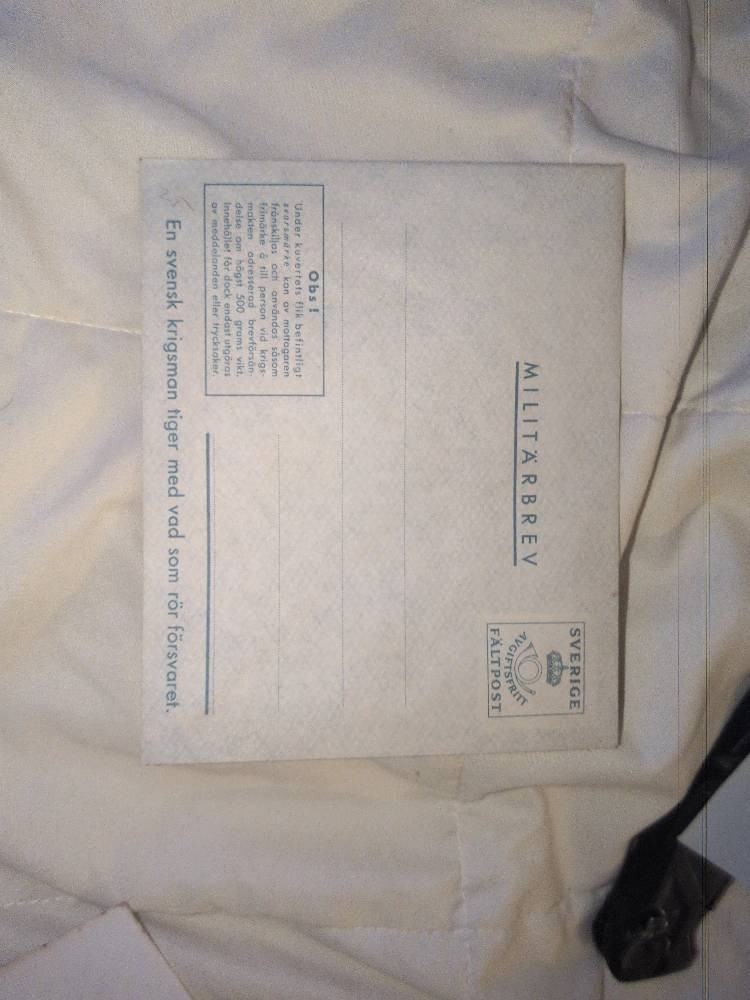 MILITÄRBREV
SVERIGE
AVGIFTSFRITT
FÄLTPOST
Obs!
Under kuvertets flik befintligt
svarsmärke kan av mottagaren
frånskiljas och användas såsom
frimärke å till person vid krigs-
makten adresserad brevförsän-
delse om högst 500 grams vikt.
Innehållet får dock endast utgöras
av meddelanden eller trycksaker.
En svensk krigsman tiger med vad som rör försvaret.